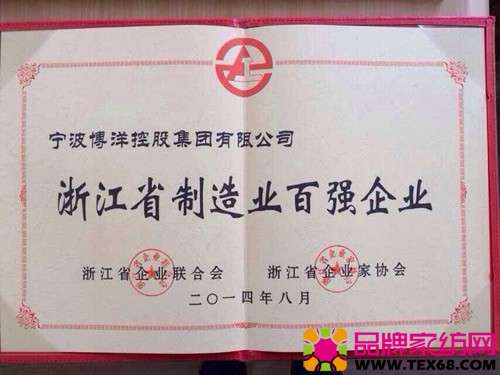 宁波博洋控股集团有限公司
浙江省制造业百强企业
浙江省企业联合会 浙江省企业家协会
二〇一四年八月
品牌家纺网
WWW.TEX68.COM